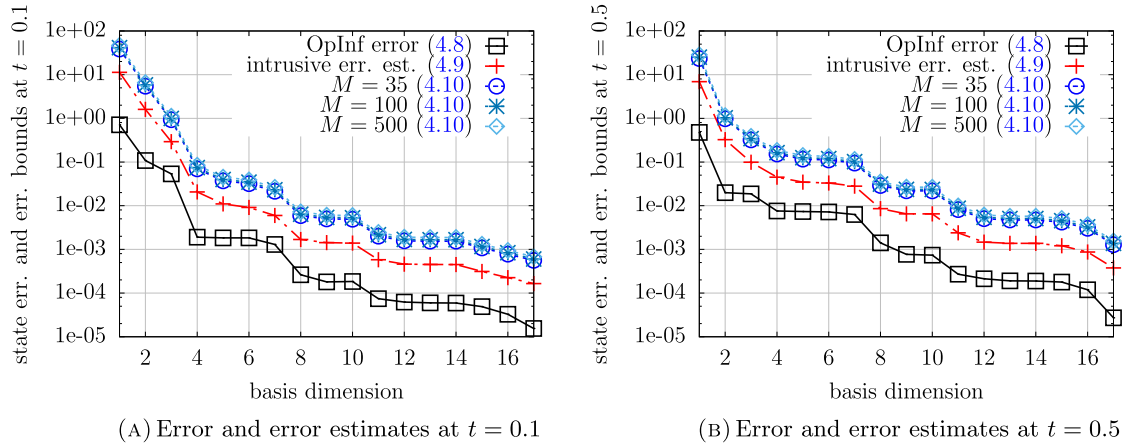 state err. and err. bounds at t = 0.1
1e+02
1e+01
1e+00
1e-01
1e-02
1e-03
1e-04
1e-05
OpInf error (4.8)
intrusive err. est. (4.9)
M = 35 (4.10)
M = 100 (4.10)
M = 500 (4.10)
2 4 6 8 10 12 14 16
basis dimension
(A) Error and error estimates at t = 0.1
state err. and err. bounds at t = 0.5
1e+02
1e+01
1e+00
1e-01
1e-02
1e-03
1e-04
1e-05
OpInf error (4.8)
intrusive err. est. (4.9)
M = 35 (4.10)
M = 100 (4.10)
M = 500 (4.10)
2 4 6 8 10 12 14 16
basis dimension
(B) Error and error estimates at t = 0.5